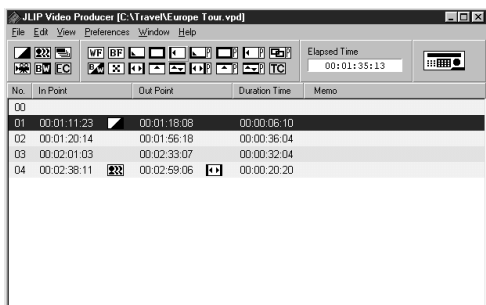 JLIP Video Producer [C:\Travel\Europe Tour.vpd]
File Edit View Preferences Window Help
WF BF P P P Elapsed Time
BW EC B/W P P P TC 00:01:35:13
No. In Point Out Point Duration Time Memo
00
01 00:01:11:23 00:01:18:08 00:00:06:10
02 00:01:20:14 00:01:56:18 00:00:36:04
03 00:02:01:03 00:02:33:07 00:00:32:04
04 00:02:38:11 00:02:59:06 00:00:20:20